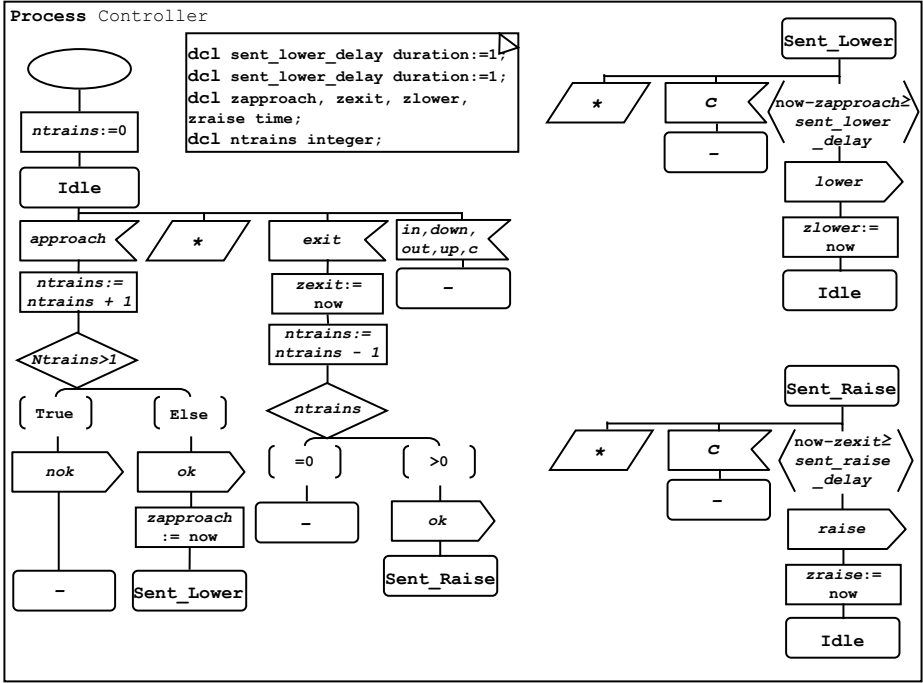 Process Controller
dcl sent_lower_delay duration:=1;
dcl sent_lower_delay duration:=1;
dcl zapproach, zexit, zlower,
zraise time;
dcl ntrains integer;
ntrains:=0
Idle
approach
*
exit
in,down,
out,up,c
ntrains:=
ntrains + 1
zexit:=
now
–
ntrains:=
ntrains - 1
Ntrains>1
ntrains
True
Else
=0
>0
nok
ok
–
ok
zapproach
:= now
–
Sent_Lower
Sent_Raise
Sent_Lower
*
C
now-zapproach≥
sent_lower
_delay
–
lower
zlower:=
now
Idle
Sent_Raise
*
C
now-zexit≥
sent_raise
_delay
–
raise
zraise:=
now
Idle